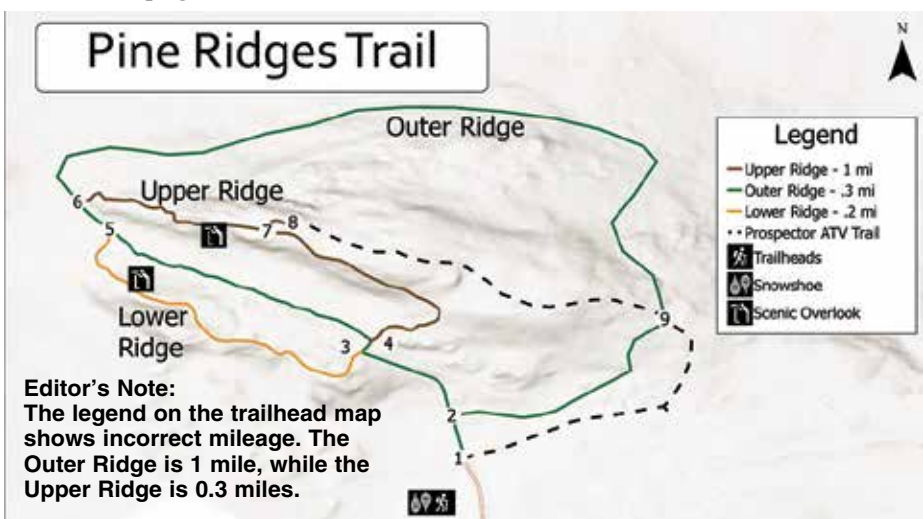 Pine Ridges Trail
N
Outer Ridge
Legend
Upper Ridge - 1 mi
Outer Ridge - .3 mi
Lower Ridge - .2 mi
Prospector ATV Trail
Trailheads
Snowshoe
Scenic Overlook
Upper Ridge
6
8
7
5
9
Lower
Ridge
3
4
2
1
Editor's Note:
The legend on the trailhead map
shows incorrect mileage. The
Outer Ridge is 1 mile, while the
Upper Ridge is 0.3 miles.